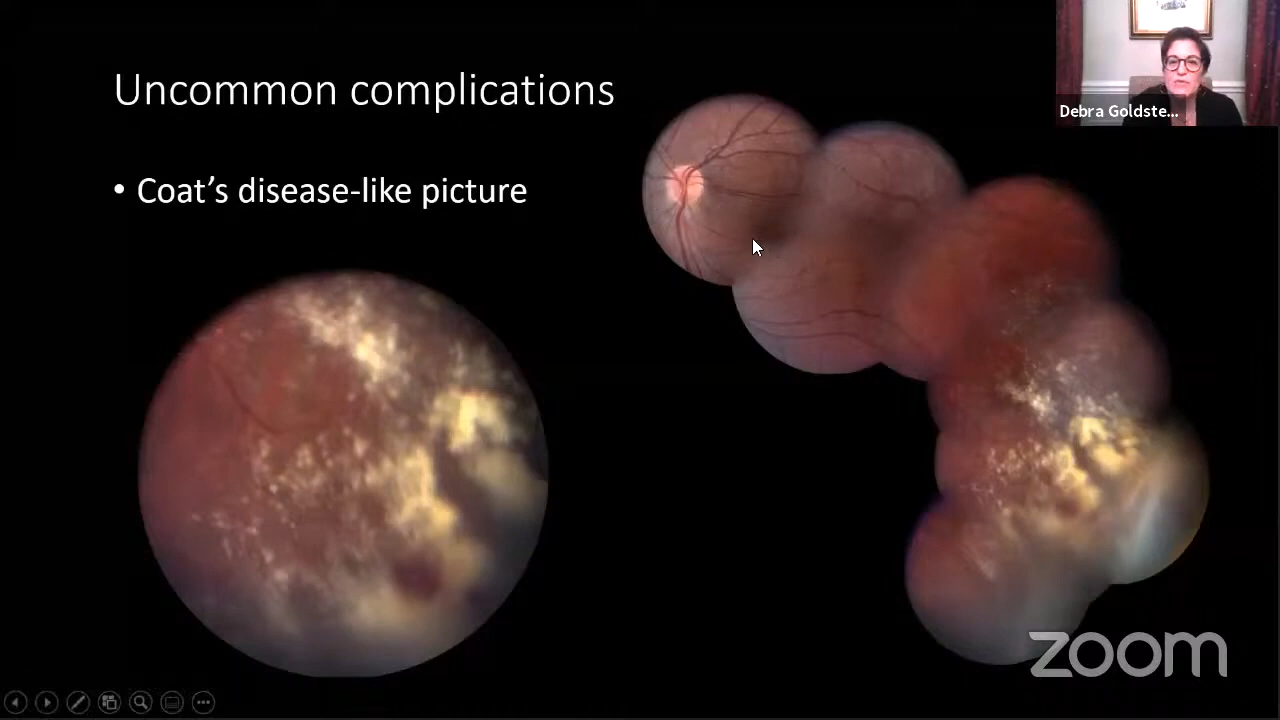 Uncommon complications
Debra Goldste...
• Coat's disease-like picture
zoom